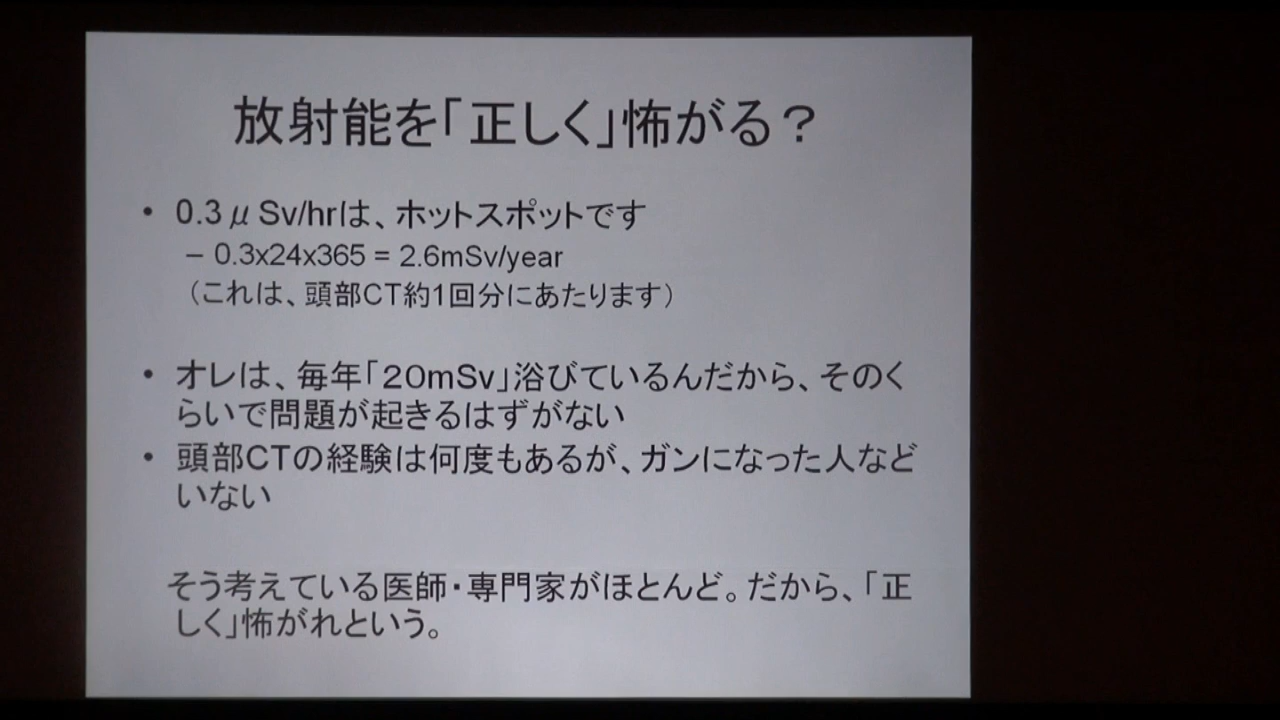 放射能を「正しく」怖がる？
• 0.3μSv/hrは、ホットスポットです
– 0.3x24x365 = 2.6mSv/year
（これは、頭部CT約1回分にあたります）
• オレは、毎年「20mSv」浴びているんだから、そのく
らいで問題が起きるはずがない
• 頭部CTの経験は何度もあるが、ガンになった人など
いない
そう考えている医師・専門家がほとんど。だから、「正
しく」怖がれという。